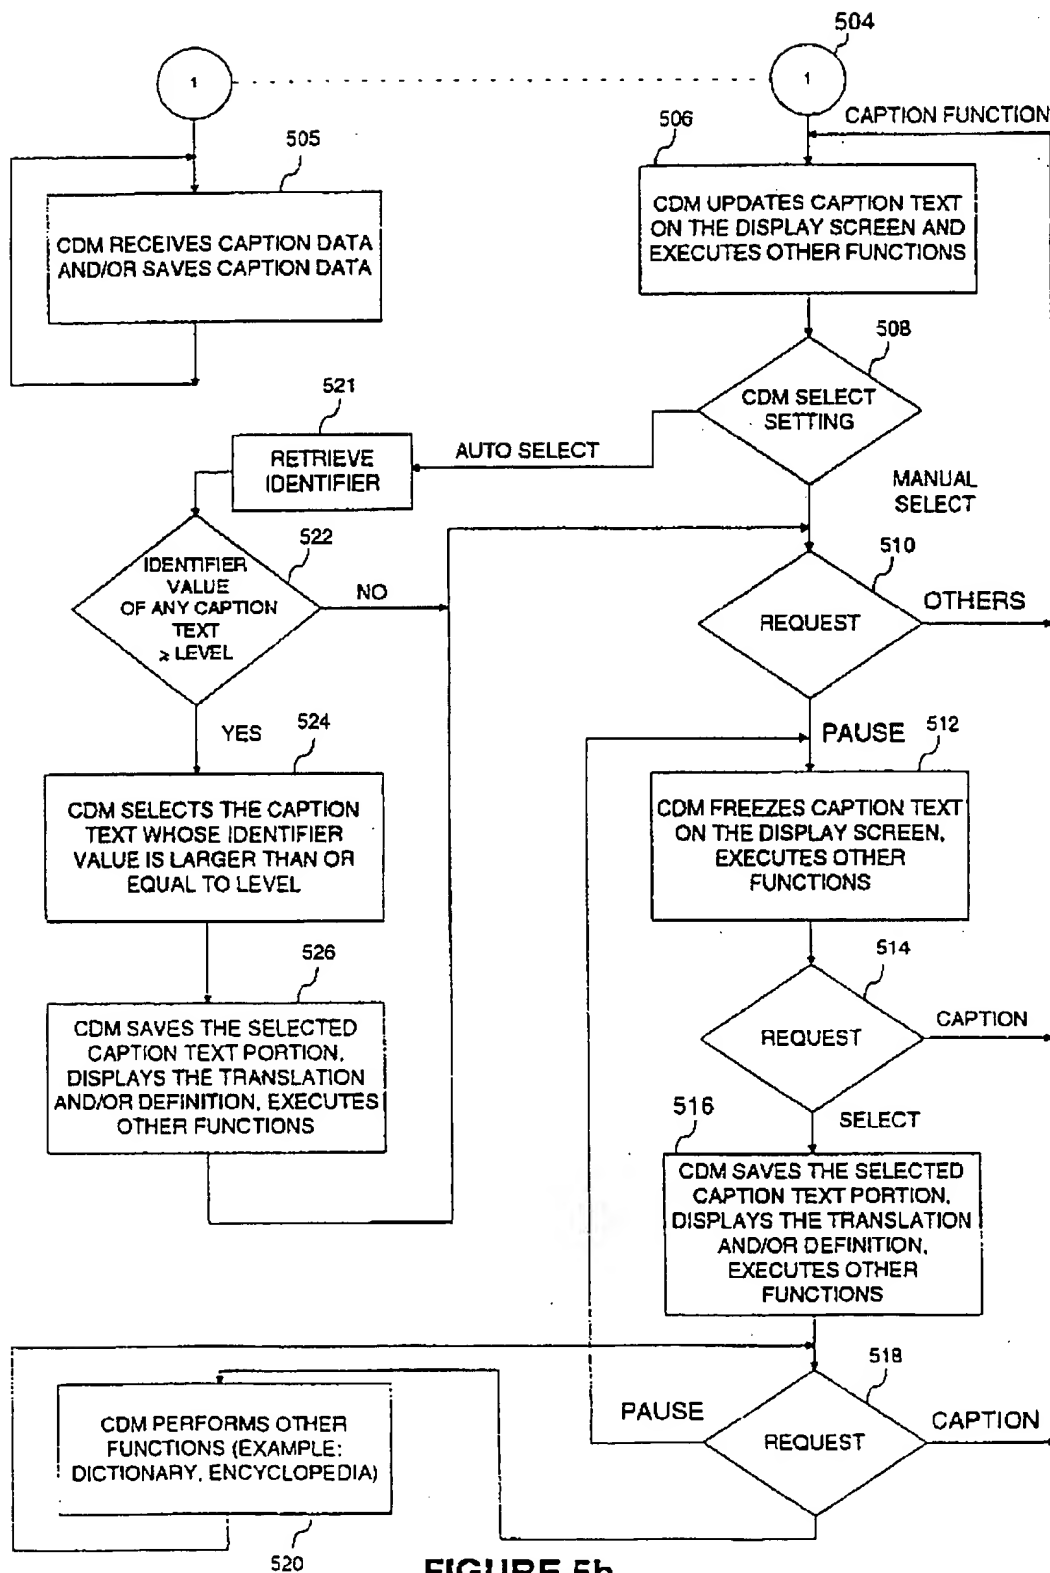 504
1
1
CAPTION FUNCTION
505
506
CDM RECEIVES CAPTION DATA
AND/OR SAVES CAPTION DATA
CDM UPDATES CAPTION TEXT
ON THE DISPLAY SCREEN AND
EXECUTES OTHER FUNCTIONS
508
CDM SELECT
SETTING
521
RETRIEVE
IDENTIFIER
AUTO SELECT
MANUAL
SELECT
522
IDENTIFIER
VALUE
OF ANY CAPTION
TEXT
≥ LEVEL
NO
510
REQUEST
OTHERS
YES
524
CDM SELECTS THE CAPTION
TEXT WHOSE IDENTIFIER
VALUE IS LARGER THAN OR
EQUAL TO LEVEL
PAUSE
512
CDM FREEZES CAPTION TEXT
ON THE DISPLAY SCREEN,
EXECUTES OTHER
FUNCTIONS
526
CDM SAVES THE SELECTED
CAPTION TEXT PORTION,
DISPLAYS THE TRANSLATION
AND/OR DEFINITION, EXECUTES
OTHER FUNCTIONS
514
REQUEST
CAPTION
SELECT
516
CDM SAVES THE SELECTED
CAPTION TEXT PORTION,
DISPLAYS THE TRANSLATION
AND/OR DEFINITION,
EXECUTES OTHER
FUNCTIONS
518
REQUEST
PAUSE
CAPTION
CDM PERFORMS OTHER
FUNCTIONS (EXAMPLE:
DICTIONARY, ENCYCLOPEDIA)
520
FIGURE 5b